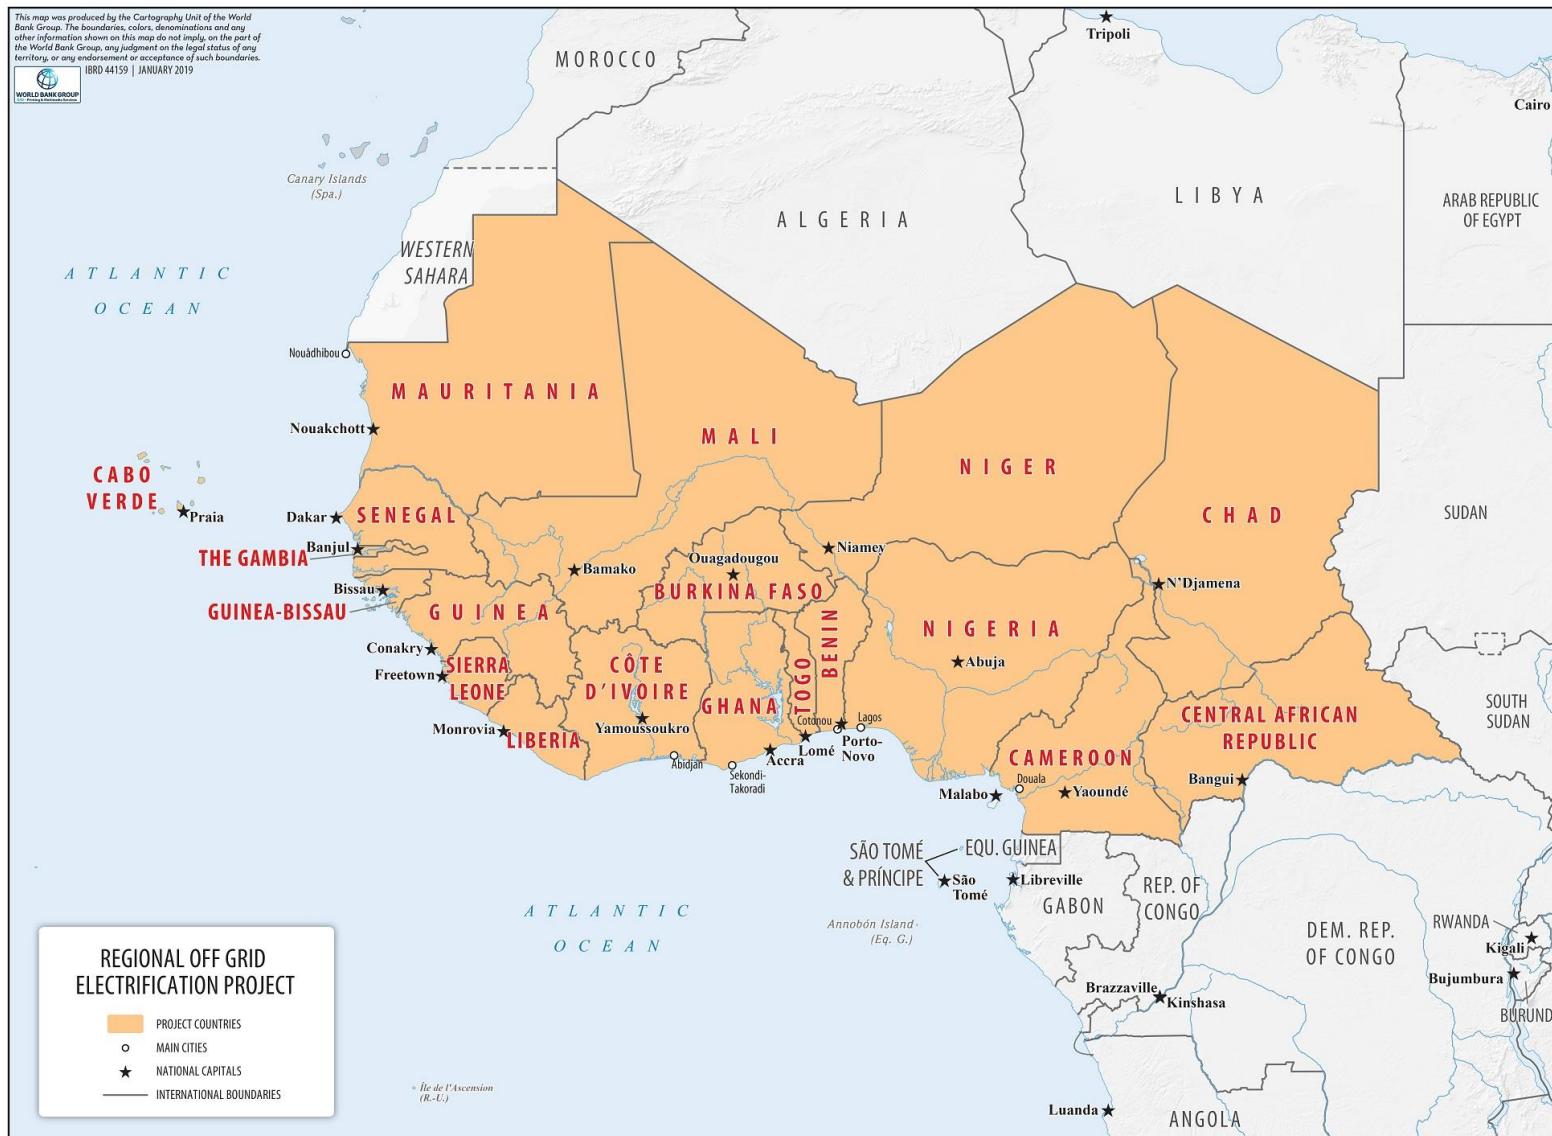 This map was produced by the Cartography Unit of the World
Bank Group. The boundaries, colors, denominations and any
other information shown on this map do not imply, on the part of
the World Bank Group, any judgment on the legal status of any
territory, or any endorsement or acceptance of such boundaries.
IBRD 44159 | JANUARY 2019
WORLD BANK GROUP
Tripoli
MOROCCO
Cairo
Canary Islands
(Spa.)
ALGERIA
LIBYA
ARAB REPUBLIC
OF EGYPT
WESTERN
SAHARA
ATLANTIC
OCEAN
Nouâdhibou
MAURITANIA
Nouakchott
MALI
NIGER
CABO
VERDE
Praia
Dakar
SENEGAL
CHAD
SUDAN
Banjul
THE GAMBIA
Niamey
Ouagadougou
Bamako
N'Djamena
Bissau
BURKINA FASO
GUINEA-BISSAU
GUINEA
NIGERIA
BENIN
Conakry
Abuja
Freetown
SIERRA
LEONE
CÔTE
D'IVOIRE
TOGO
GHANA
SOUTH
SUDAN
CENTRAL AFRICAN
REPUBLIC
Monrovia
LIBERIA
Yamoussoukro
Cotonou
Lagos
Porto-
Novo
Lomé
Accra
Abidjan
Sekondi-
Takoradi
CAMEROON
Douala
Yaoundé
Bangui
Malabo
EQU. GUINEA
SÃO TOMÉ
& PRÍNCIPE
São
Tomé
Libreville
GABON
REP. OF
CONGO
Annobón Island
(Eq. G.)
ATLANTIC
OCEAN
DEM. REP.
OF CONGO
RWANDA
Kigali
Bujumbura
BURUND
Brazzaville
Kinshasa
Luanda
ANGOLA
Île de l'Ascension
(R.-U.)
REGIONAL OFF GRID
ELECTRIFICATION PROJECT
PROJECT COUNTRIES
MAIN CITIES
NATIONAL CAPITALS
INTERNATIONAL BOUNDARIES